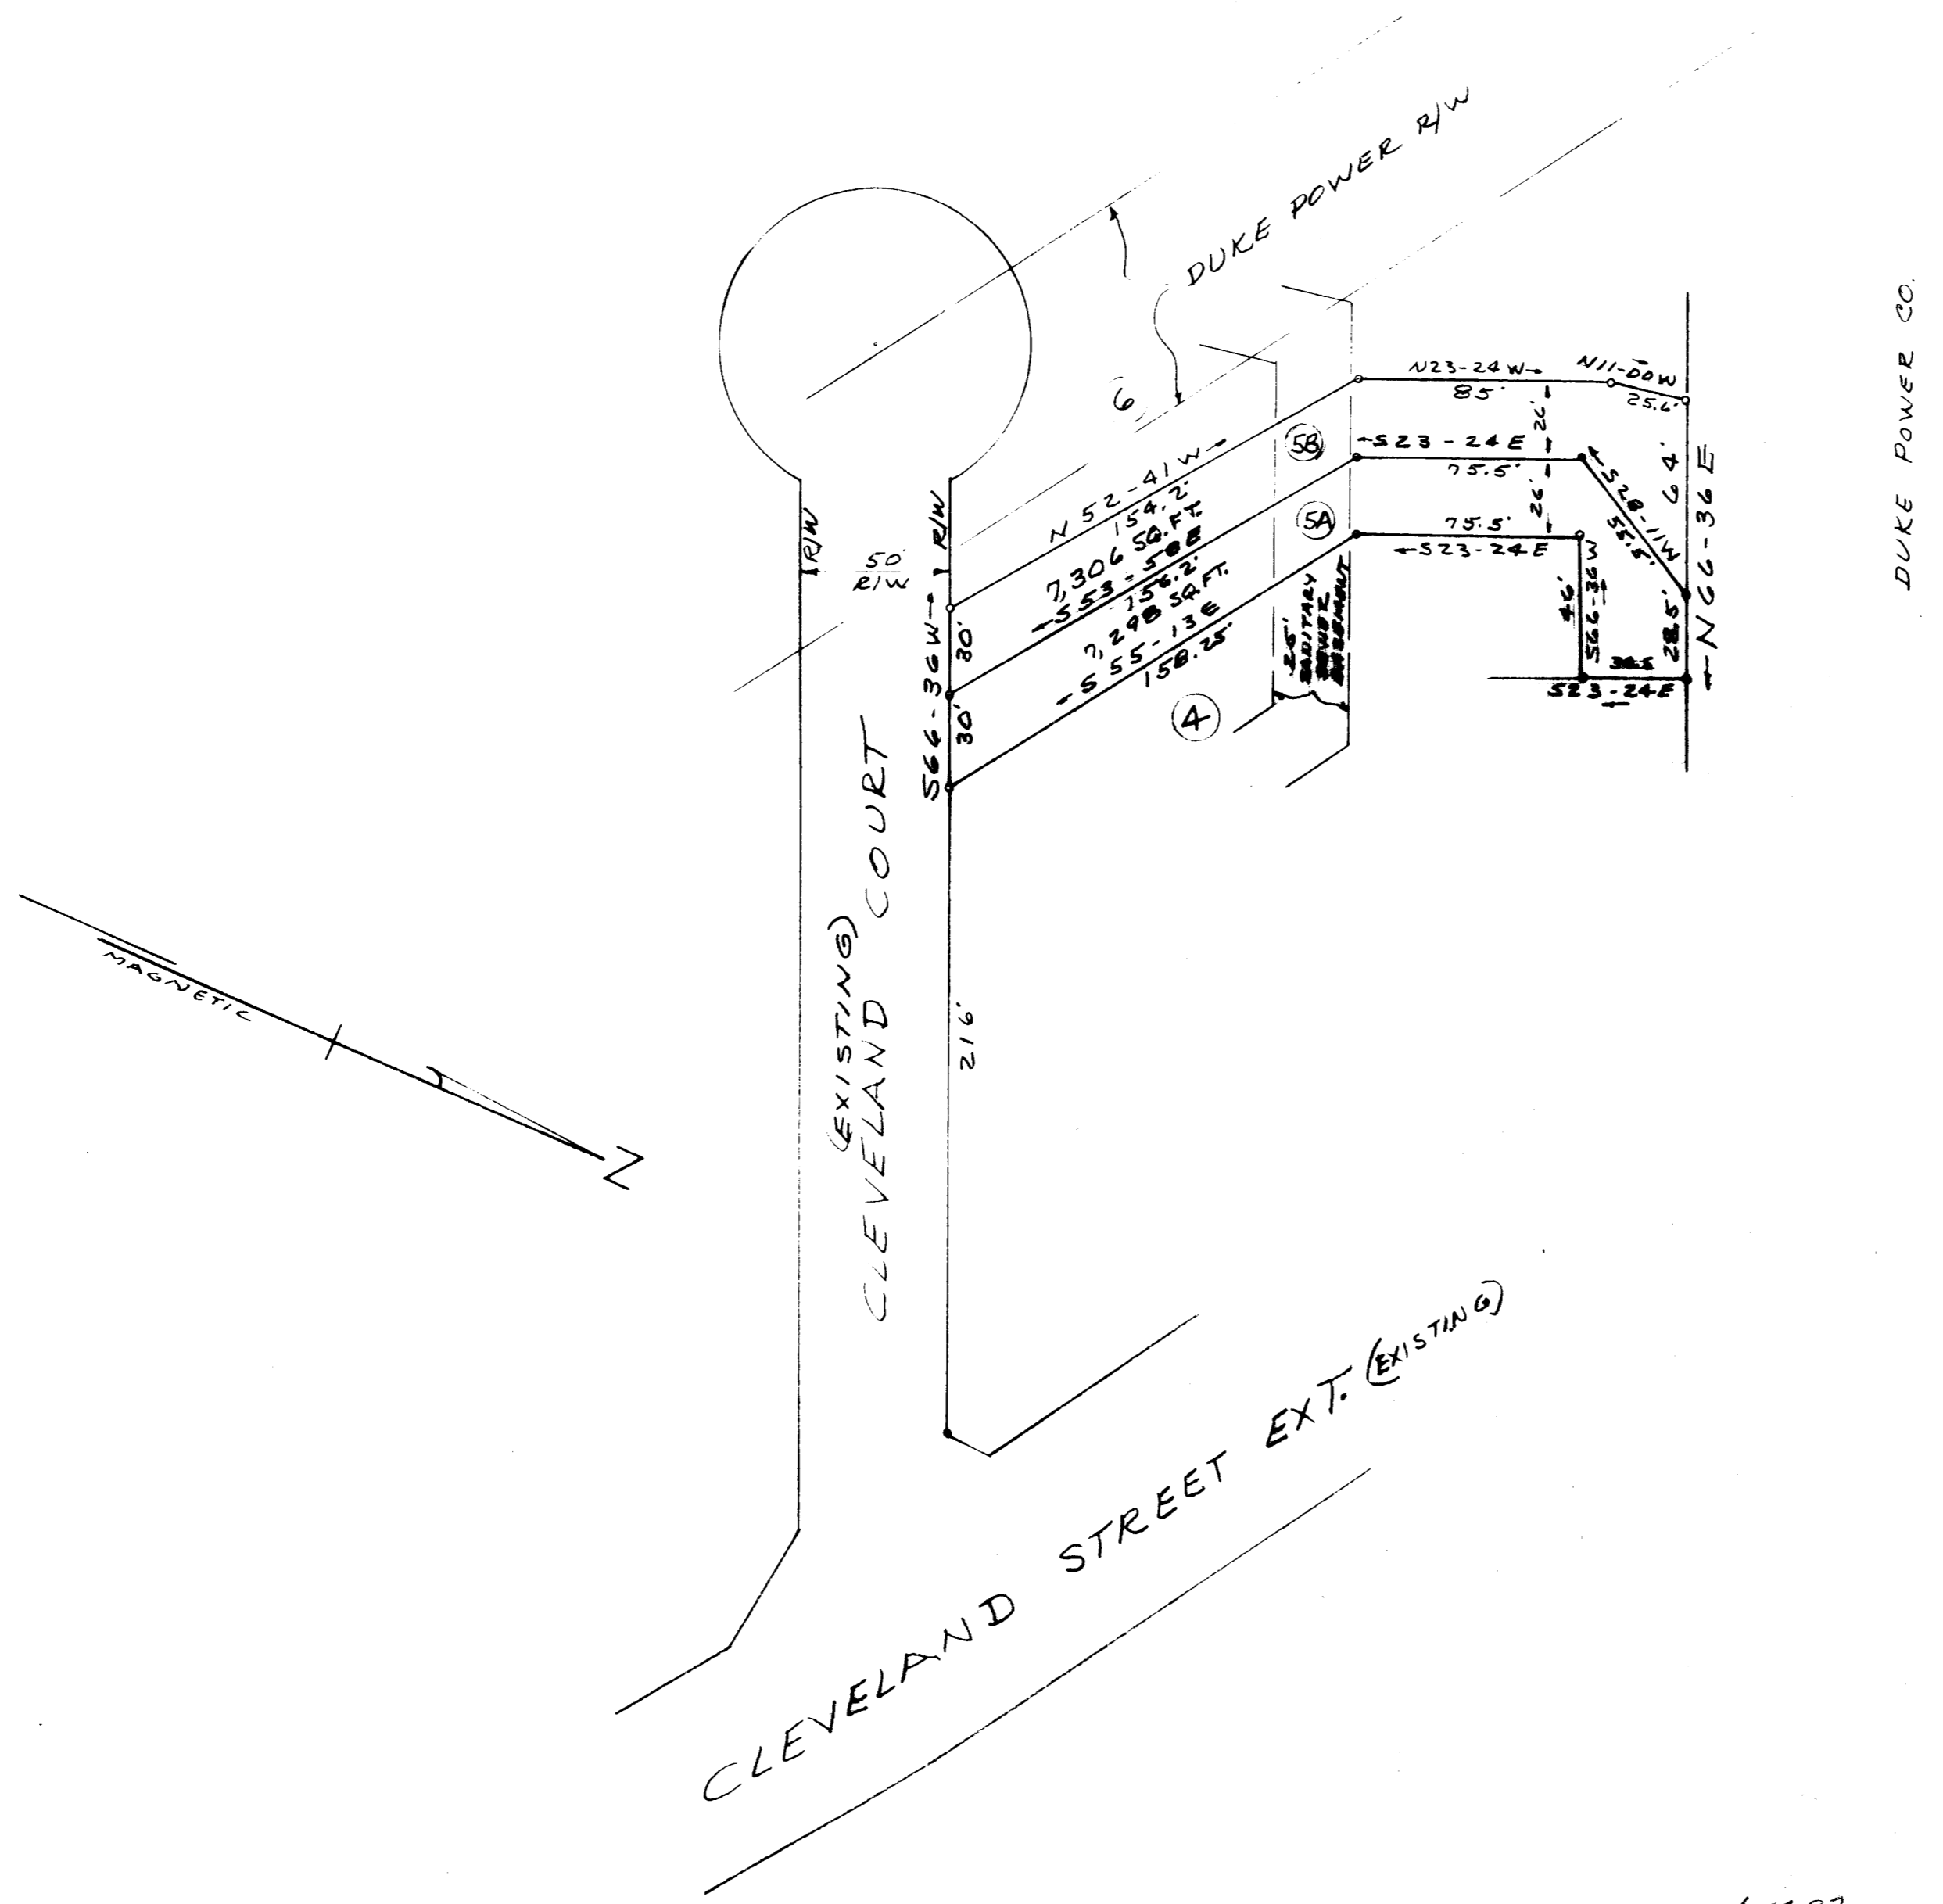 DUKE POWER R/W
DUKE POWER CO.
6
N23-24W
85'
N11-00W
25.6'
26'
5B
S23-24E
75.5'
26'
64'
N66-36E
S28-11W
55.5'
N 52-41W
154.2'
7,306 SQ.FT.
S53-58E
156.2'
7,298 SQ.FT.
S55-13E
158.25'
5A
75.5'
S23-24E
46'
S66-36W
28.5'
S23-24E
25'
SANITARY
SEWER
EASEMENT
4
R/W
50'
R/W
R/W
S66-36W
30'
30'
216'
(EXISTING)
CLEVELAND COURT
MAGNETIC
N
CLEVELAND STREET EXT. (EXISTING)